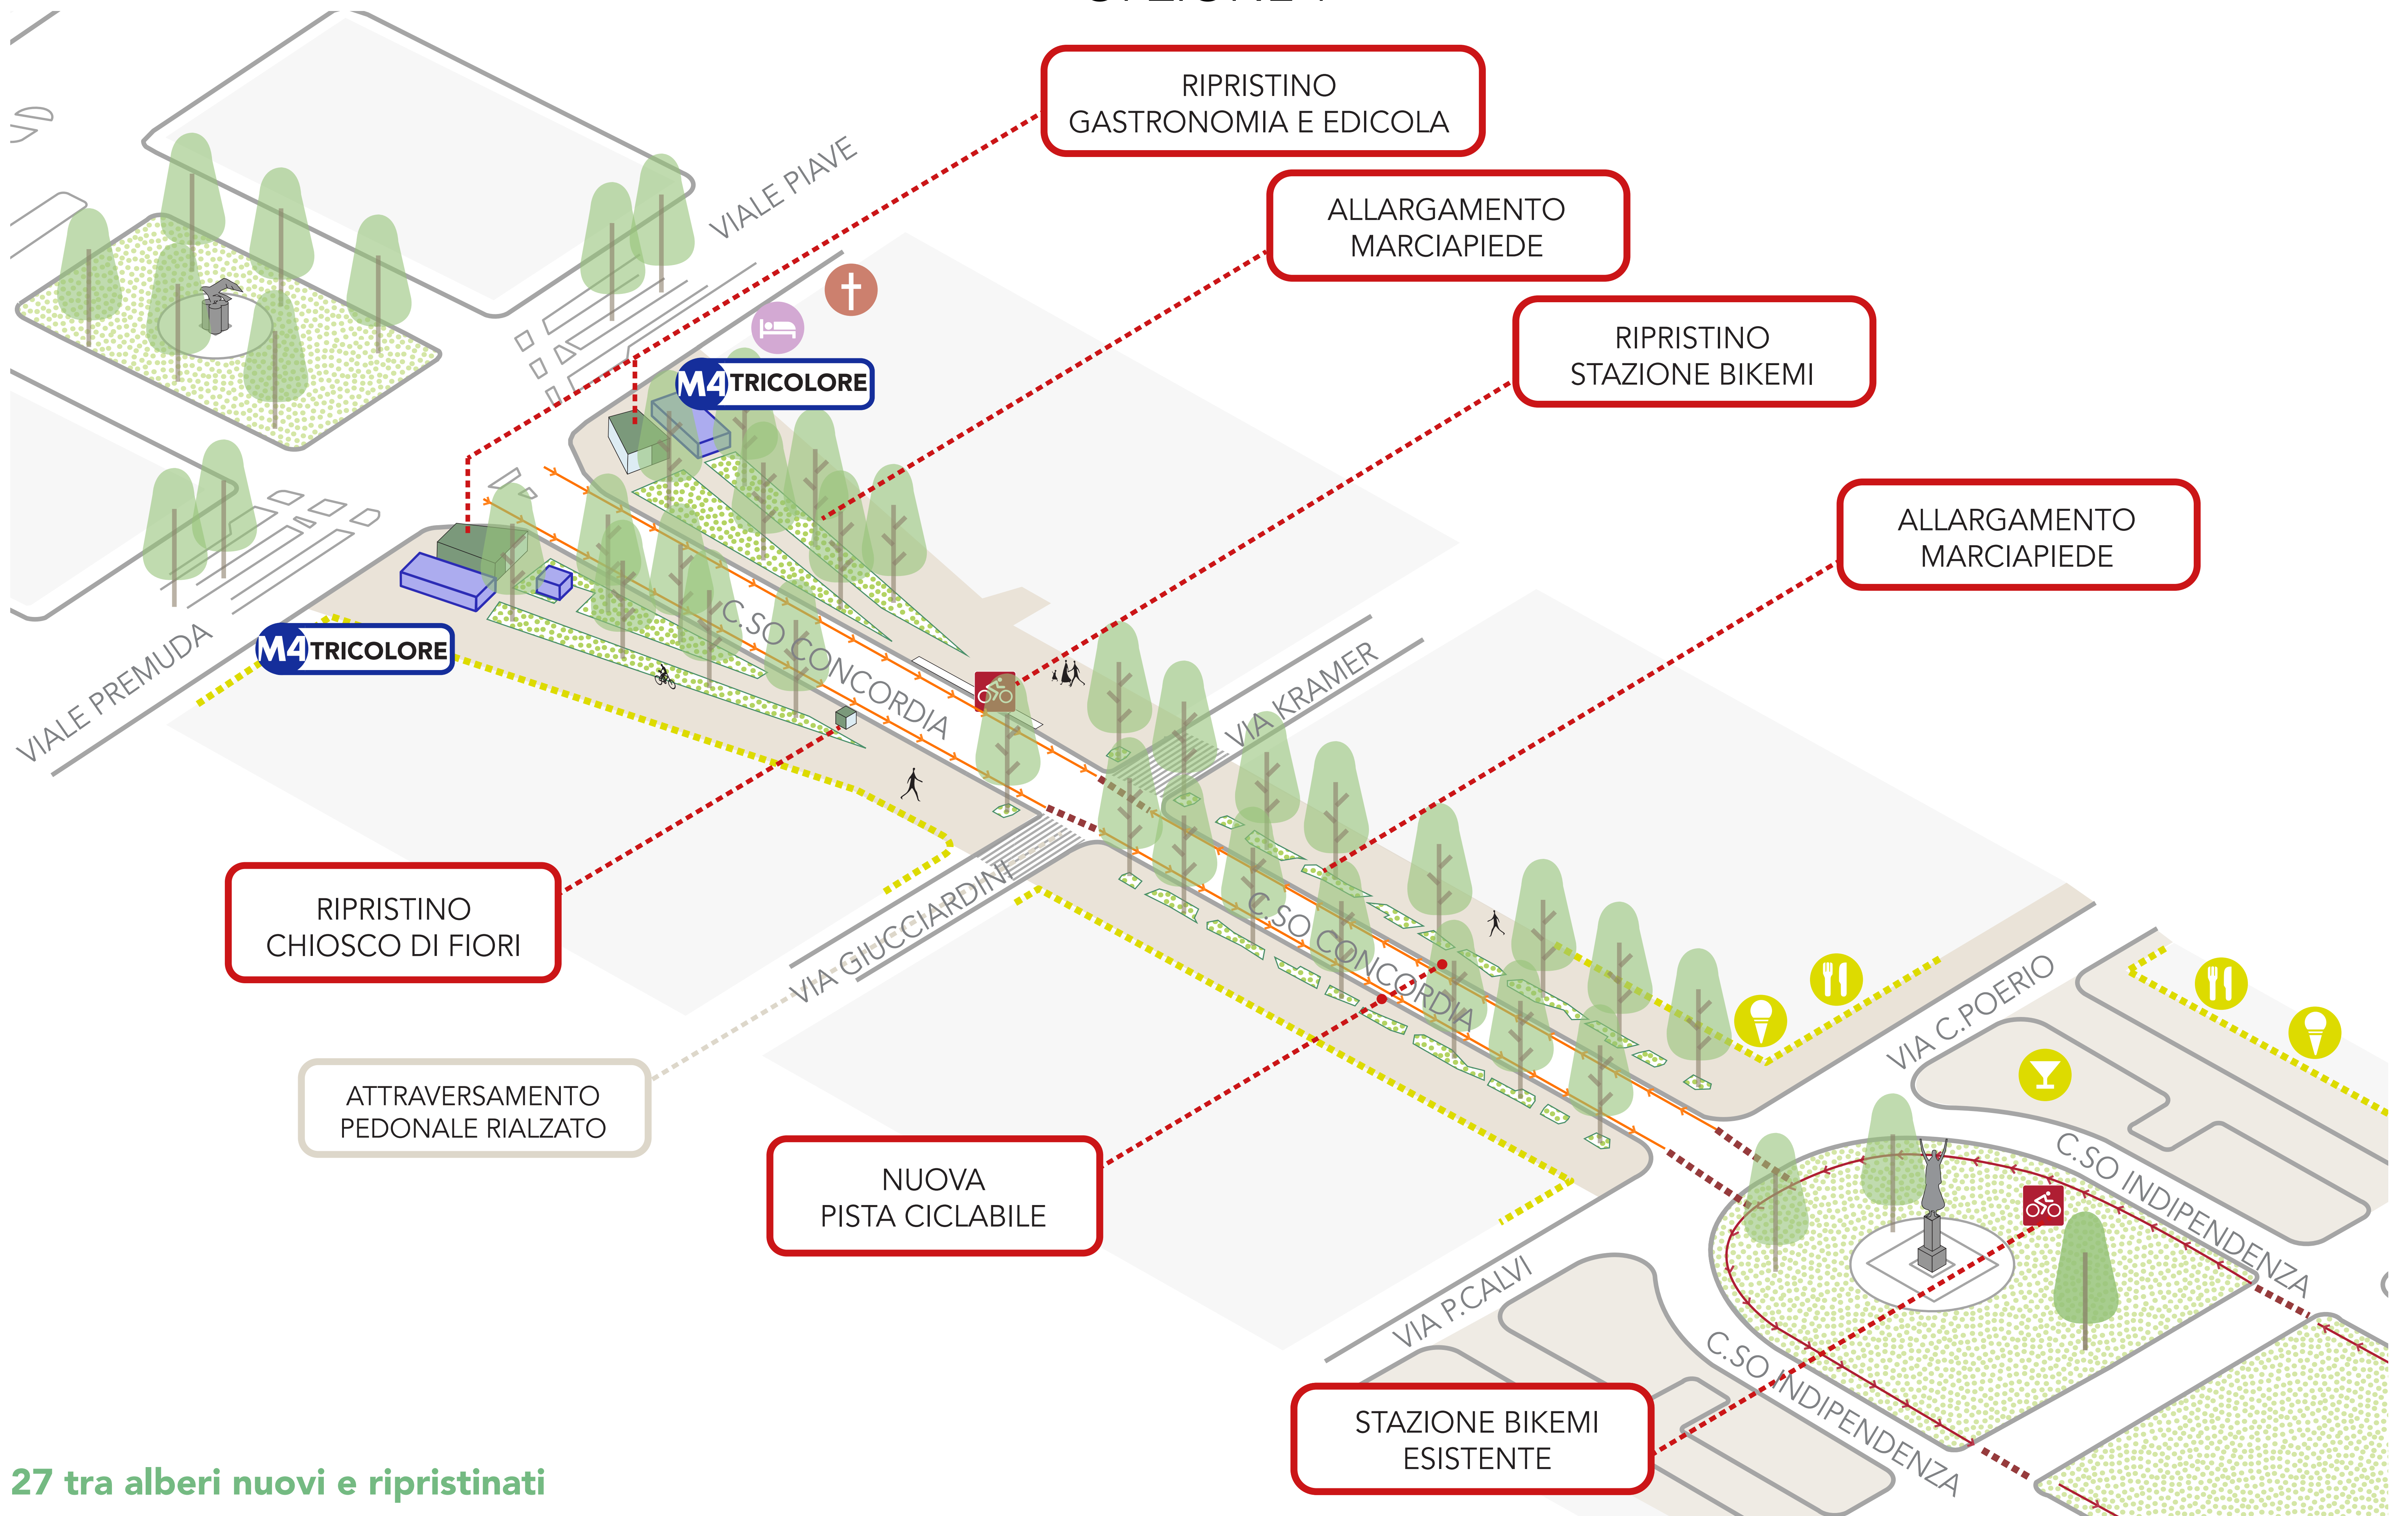 RIPRISTINO
GASTRONOMIA E EDICOLA
VIALE PIAVE
ALLARGAMENTO
MARCIAPIEDE
RIPRISTINO
STAZIONE BIKEMI
M4 TRICOLORE
ALLARGAMENTO
MARCIAPIEDE
M4 TRICOLORE
VIALE PREMUDA
C.SO CONCORDIA
VIA KRAMER
RIPRISTINO
CHIOSCO DI FIORI
VIA GIUCCIARDINI
C.SO CONCORDIA
VIA C.POERIO
ATTRAVERSAMENTO
PEDONALE RIALZATO
NUOVA
PISTA CICLABILE
C.SO INDIPENDENZA
VIA P.CALVI
C.SO INDIPENDENZA
STAZIONE BIKEMI
ESISTENTE
27 tra alberi nuovi e ripristinati